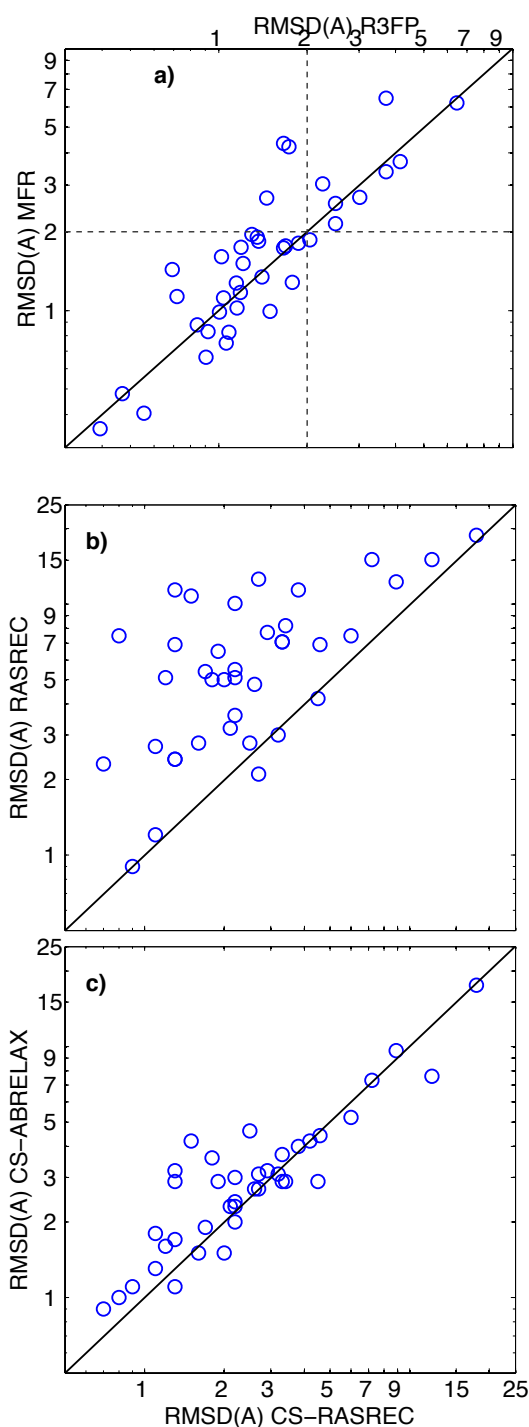 RMSD(A) R3FP
1 2 3 5 7 9
a)
9
7
5
3
2
1
RMSD(A) MFR
25
15
9
7
5
3
2
1
b)
RMSD(A) RASREC
25
15
9
7
5
3
2
1
c)
RMSD(A) CS−ABRELAX
1 2 3 5 7 9 15 25
RMSD(A) CS−RASREC